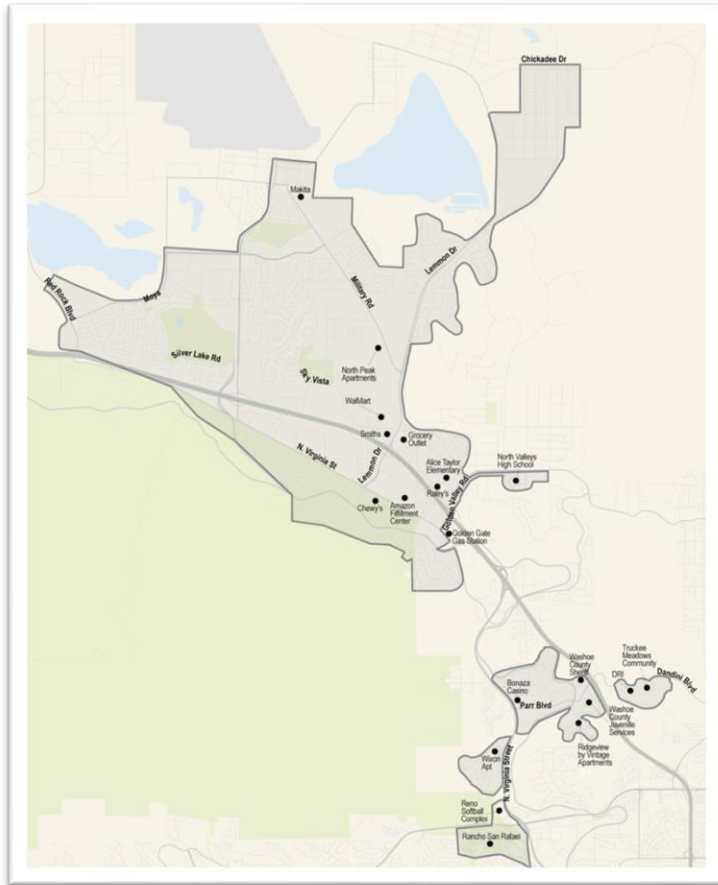 Chickadee Dr
Makita
Lemmon Dr
Red Rock Blvd
Moya
Military Rd
Silver Lake Rd
Sky Vista
North Peak
Apartments
WalMart
Smiths
Grocery
Outlet
N. Virginia St
Lemmon Dr
Alice Taylor
Elementary
North Valleys
High School
Raley's
Golden Valley Rd
Chewy's
Amazon
Filfillment
Center
Golden Gate
Gas Station
Washoe
County
Sheriff
Truckee
Meadows
Community
DRI
Dandini Blvd
Bonaza
Casino
Parr Blvd
Washoe
County
Juvenille
Services
Ridgeview
by Vintage
Apartments
Wixon
Apt
N. Virginia Street
Reno
Softball
Complex
Rancho San Rafael